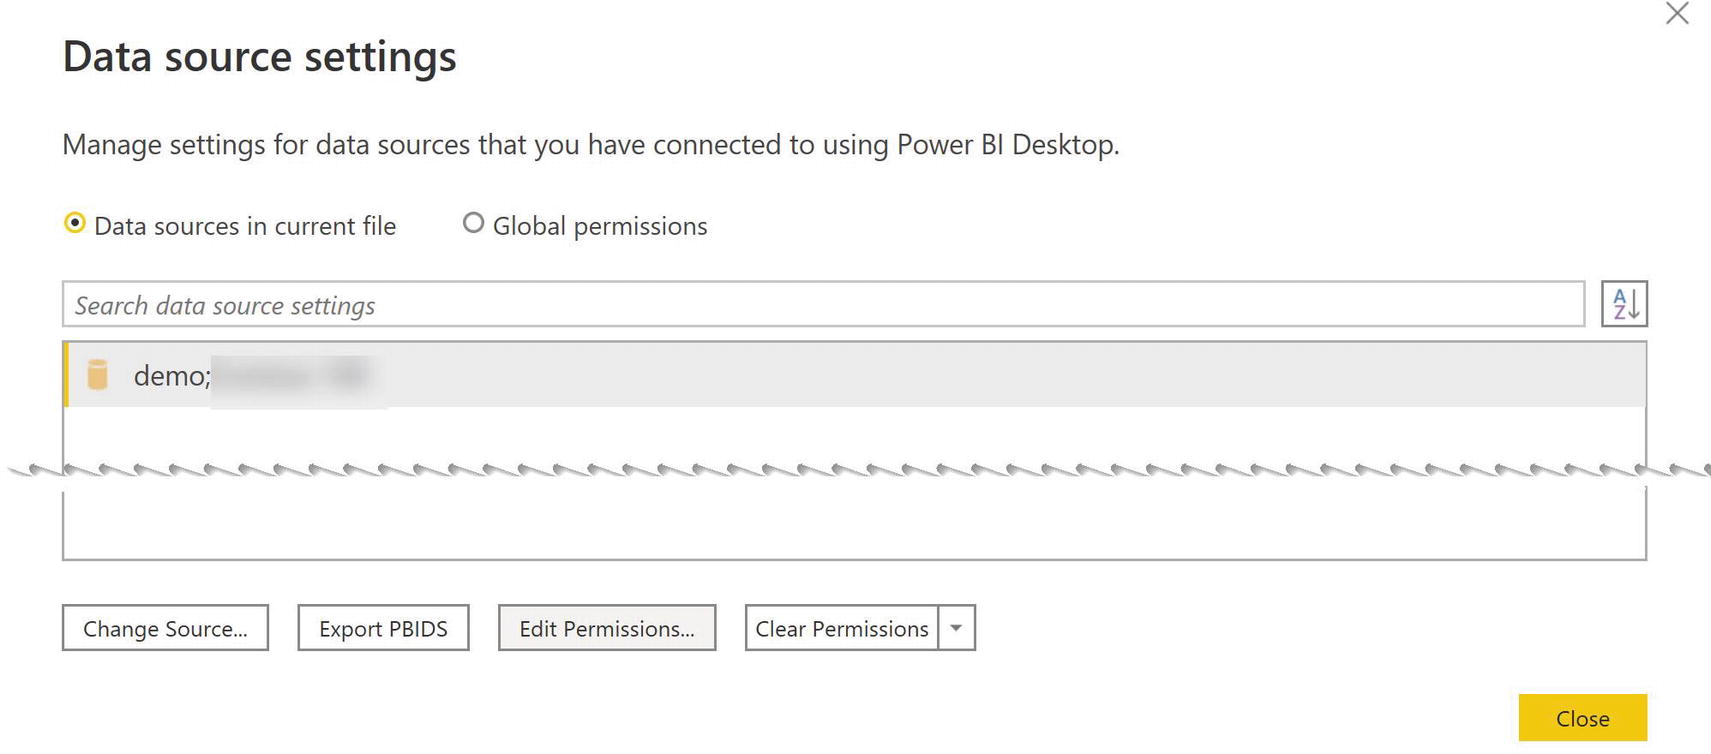 Data source settings
Manage settings for data sources that you have connected to using Power BI Desktop.
Data sources in current file Global permissions
Search data source settings
A
Z
demo;
Change Source... Export PBIDS Edit Permissions... Clear Permissions
Close